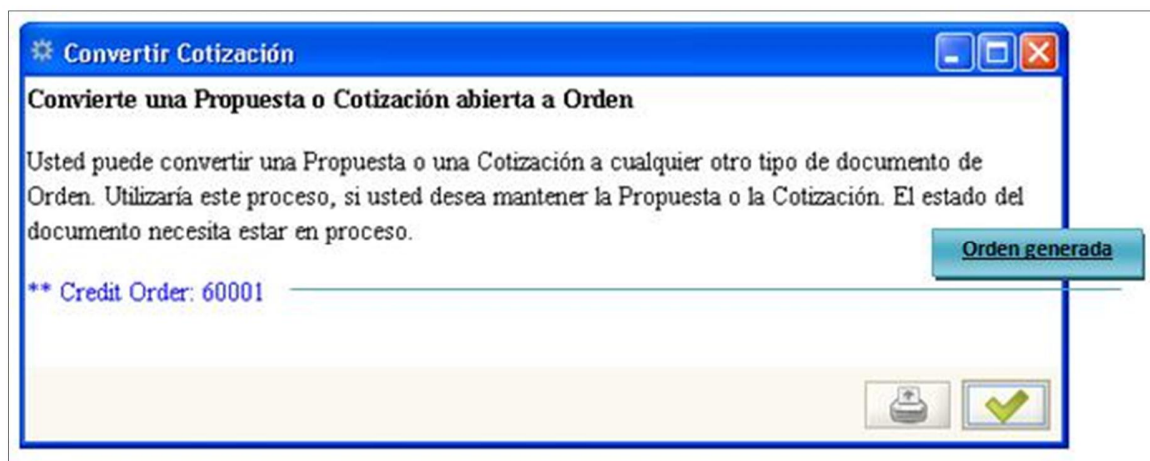 Convertir Cotización
Convierte una Propuesta o Cotización abierta a Orden
Usted puede convertir una Propuesta o una Cotización a cualquier otro tipo de documento de
Orden. Utilizaría este proceso, si usted desea mantener la Propuesta o la Cotización. El estado del
documento necesita estar en proceso.
Orden generada
** Credit Order: 60001